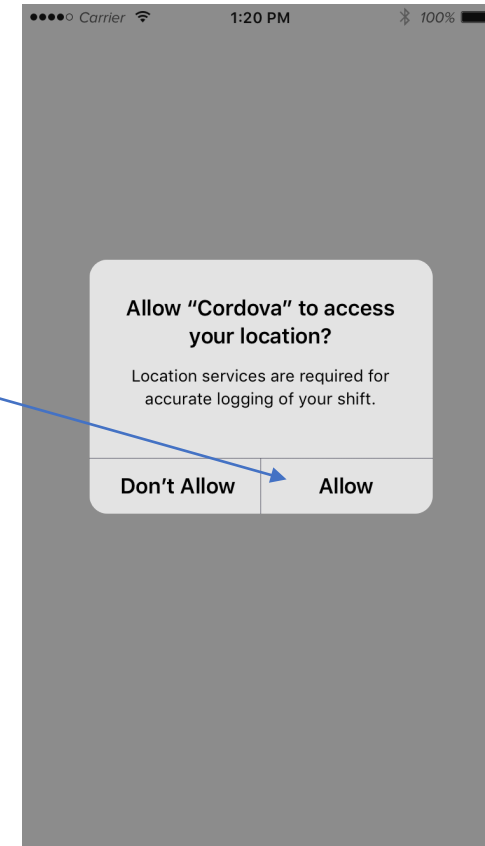 Carrier 1:20 PM 100%
Allow “Cordova” to access
your location?
Location services are required for
accurate logging of your shift.
Don't Allow Allow